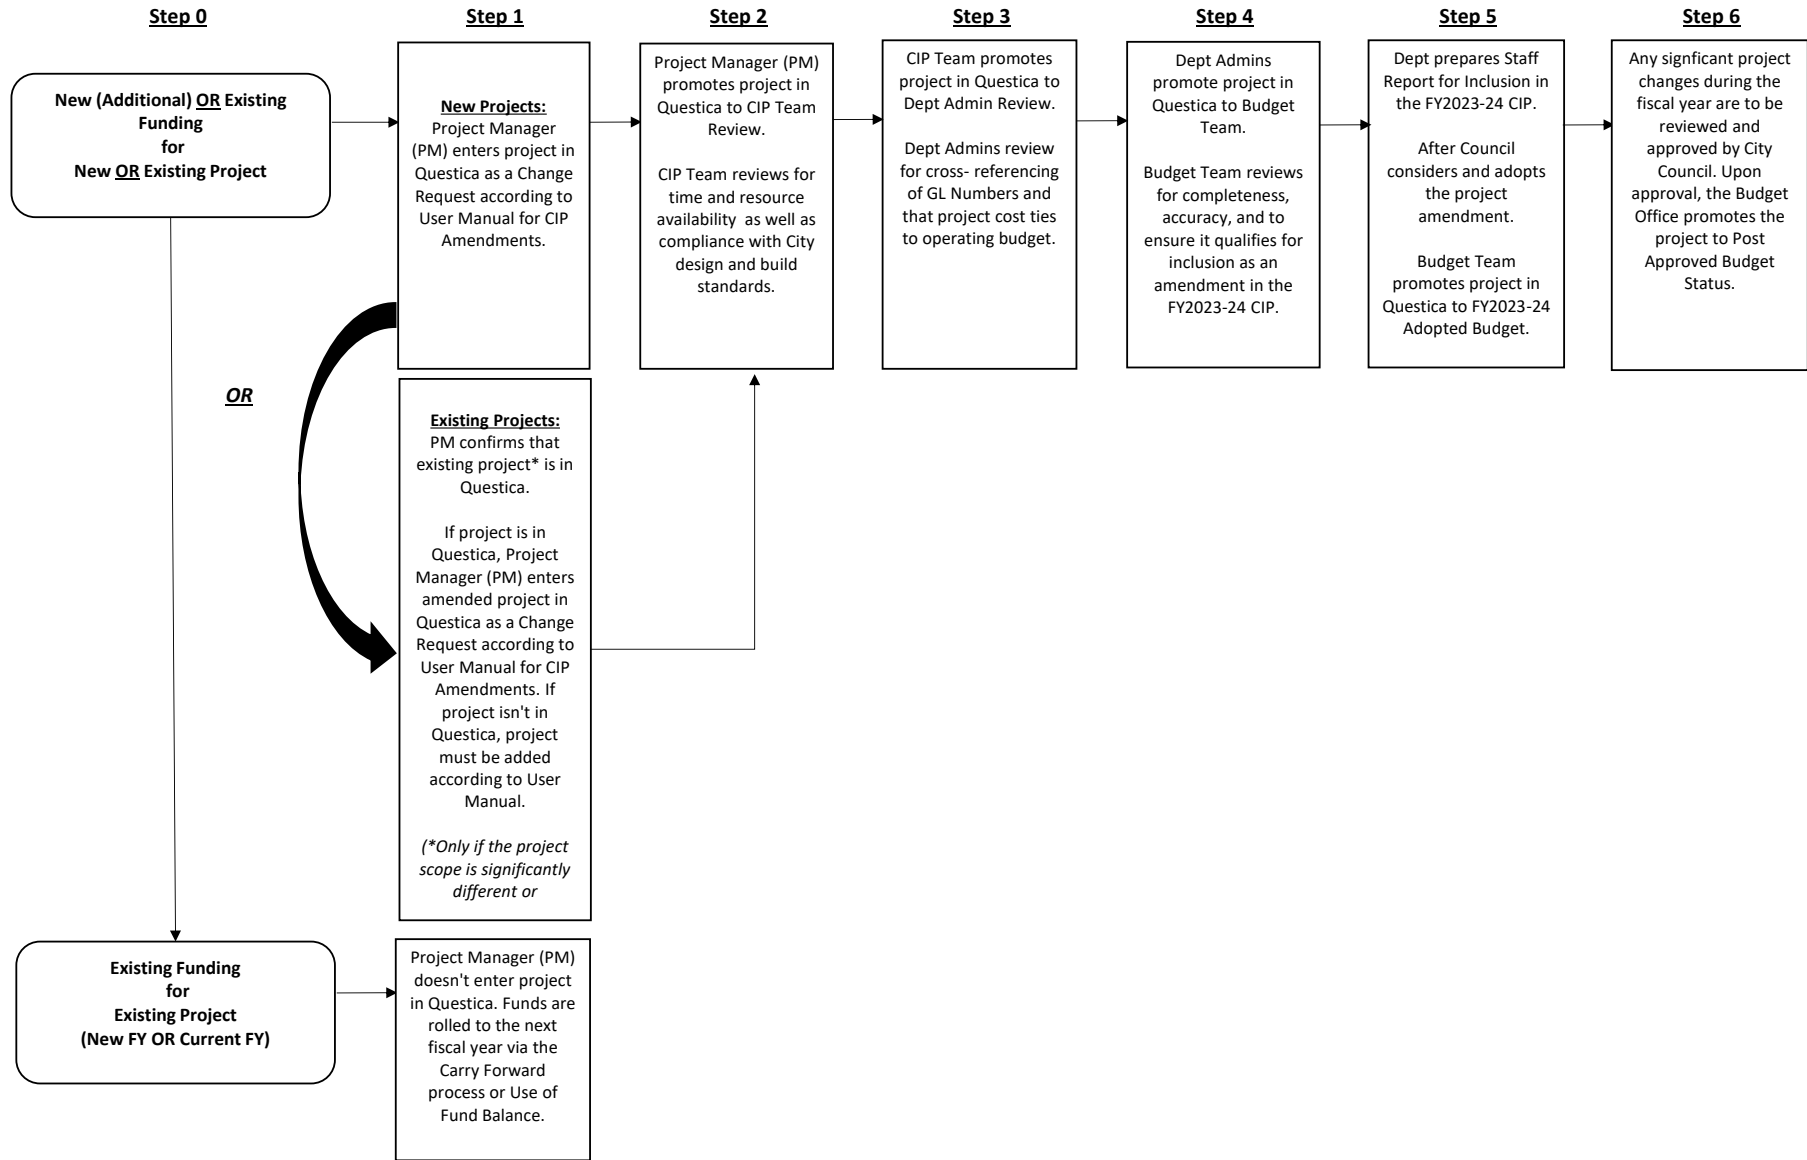 Step 0
Step 1
Step 2
Step 3
Step 4
Step 5
Step 6
New (Additional) OR Existing
Funding
for
New OR Existing Project
New Projects:
Project Manager
(PM) enters project in
Questica as a Change
Request according to
User Manual for CIP
Amendments.
Project Manager (PM)
promotes project in
Questica to CIP Team
Review.
CIP Team reviews for
time and resource
availability as well as
compliance with City
design and build
standards.
CIP Team promotes
project in Questica to
Dept Admin Review.
Dept Admins review
for cross- referencing
of GL Numbers and
that project cost ties
to operating budget.
Dept Admins
promote project in
Questica to Budget
Team.
Budget Team reviews
for completeness,
accuracy, and to
ensure it qualifies for
inclusion as an
amendment in the
FY2023-24 CIP.
Dept prepares Staff
Report for Inclusion in
the FY2023-24 CIP.
After Council
considers and adopts
the project
amendment.
Budget Team
promotes project in
Questica to FY2023-24
Adopted Budget.
Any signficant project
changes during the
fiscal year are to be
reviewed and
approved by City
Council. Upon
approval, the Budget
Office promotes the
project to Post
Approved Budget
Status.
OR
Existing Projects:
PM confirms that
existing project* is in
Questica.
If project is in
Questica, Project
Manager (PM) enters
amended project in
Questica as a Change
Request according to
User Manual for CIP
Amendments. If
project isn't in
Questica, project
must be added
according to User
Manual.
(*Only if the project
scope is significantly
different or
Existing Funding
for
Existing Project
(New FY OR Current FY)
Project Manager (PM)
doesn't enter project
in Questica. Funds are
rolled to the next
fiscal year via the
Carry Forward
process or Use of
Fund Balance.